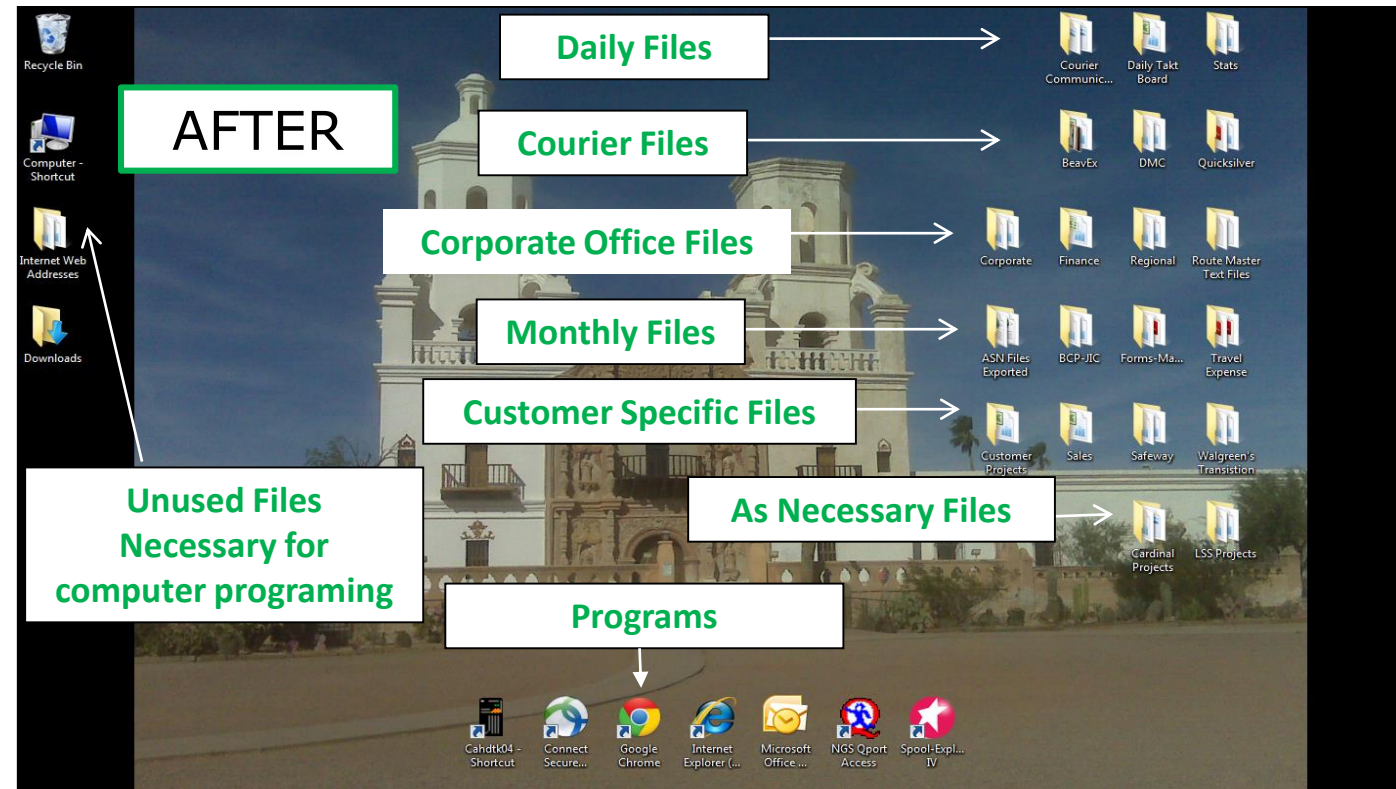 Recycle Bin
Computer -
Shortcut
Internet Web
Addresses
Downloads
AFTER
Daily Files
Courier
Communic...
Daily Takt
Board
Stats
Courier Files
BeavEx
DMC
Quicksilver
Corporate Office Files
Corporate
Finance
Regional
Route Master
Text Files
Monthly Files
ASN Files
Exported
BCP-JIC
Forms-Ma...
Travel
Expense
Customer Specific Files
Customer
Projects
Sales
Safeway
Walgreen's
Transistion
As Necessary Files
Cardinal
Projects
LSS Projects
Unused Files
Necessary for
computer programing
Programs
Cahdtk04 -
Shortcut
Connect
Secure...
Google
Chrome
Internet
Explorer (...
Microsoft
Office ...
NGS Qport
Access
Spool-Expl...
IV